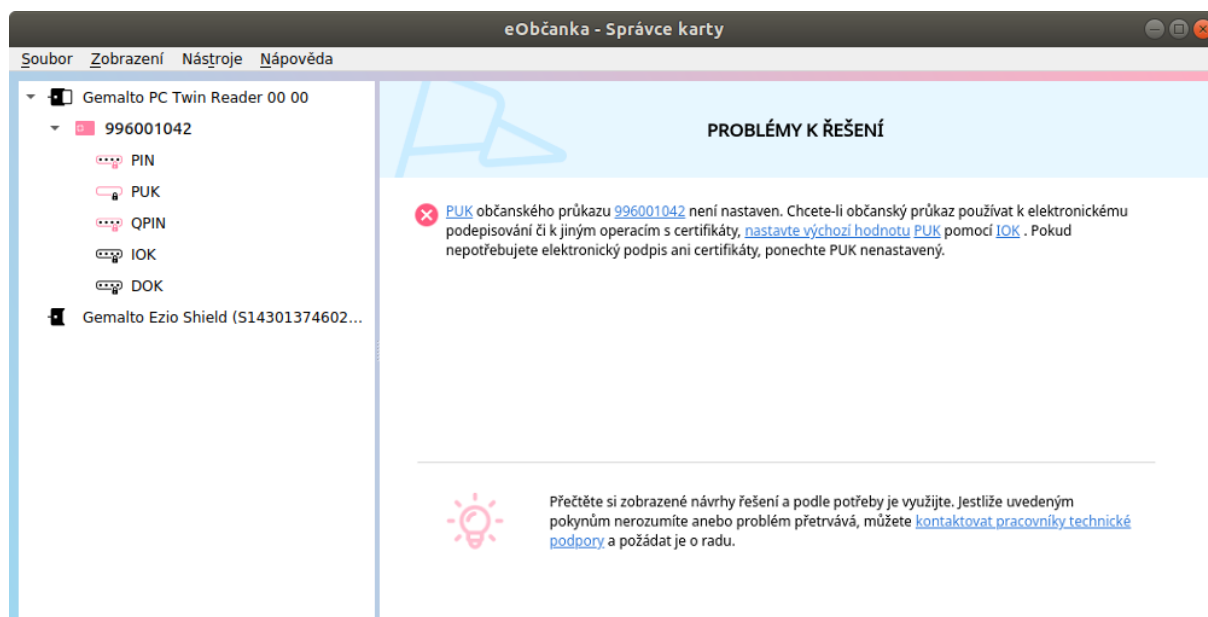 eObčanka - Správce karty
Soubor Zobrazení Nástroje Nápověda
Gemalto PC Twin Reader 00 00
996001042
PIN
PUK
QPIN
IOK
DOK
Gemalto Ezio Shield (S14301374602...
PROBLÉMY K ŘEŠENÍ
PUK občanského průkazu 996001042 není nastaven. Chcete-li občanský průkaz používat k elektronickému
podepisování či k jiným operacím s certifikáty, nastavte výchozí hodnotu PUK pomocí IOK . Pokud
nepotřebujete elektronický podpis ani certifikáty, ponechte PUK nenastavený.
Přečtěte si zobrazené návrhy řešení a podle potřeby je využijte. Jestliže uvedeným
pokynům nerozumíte anebo problém přetrvává, můžete kontaktovat pracovníky technické
podpory a požádat je o radu.